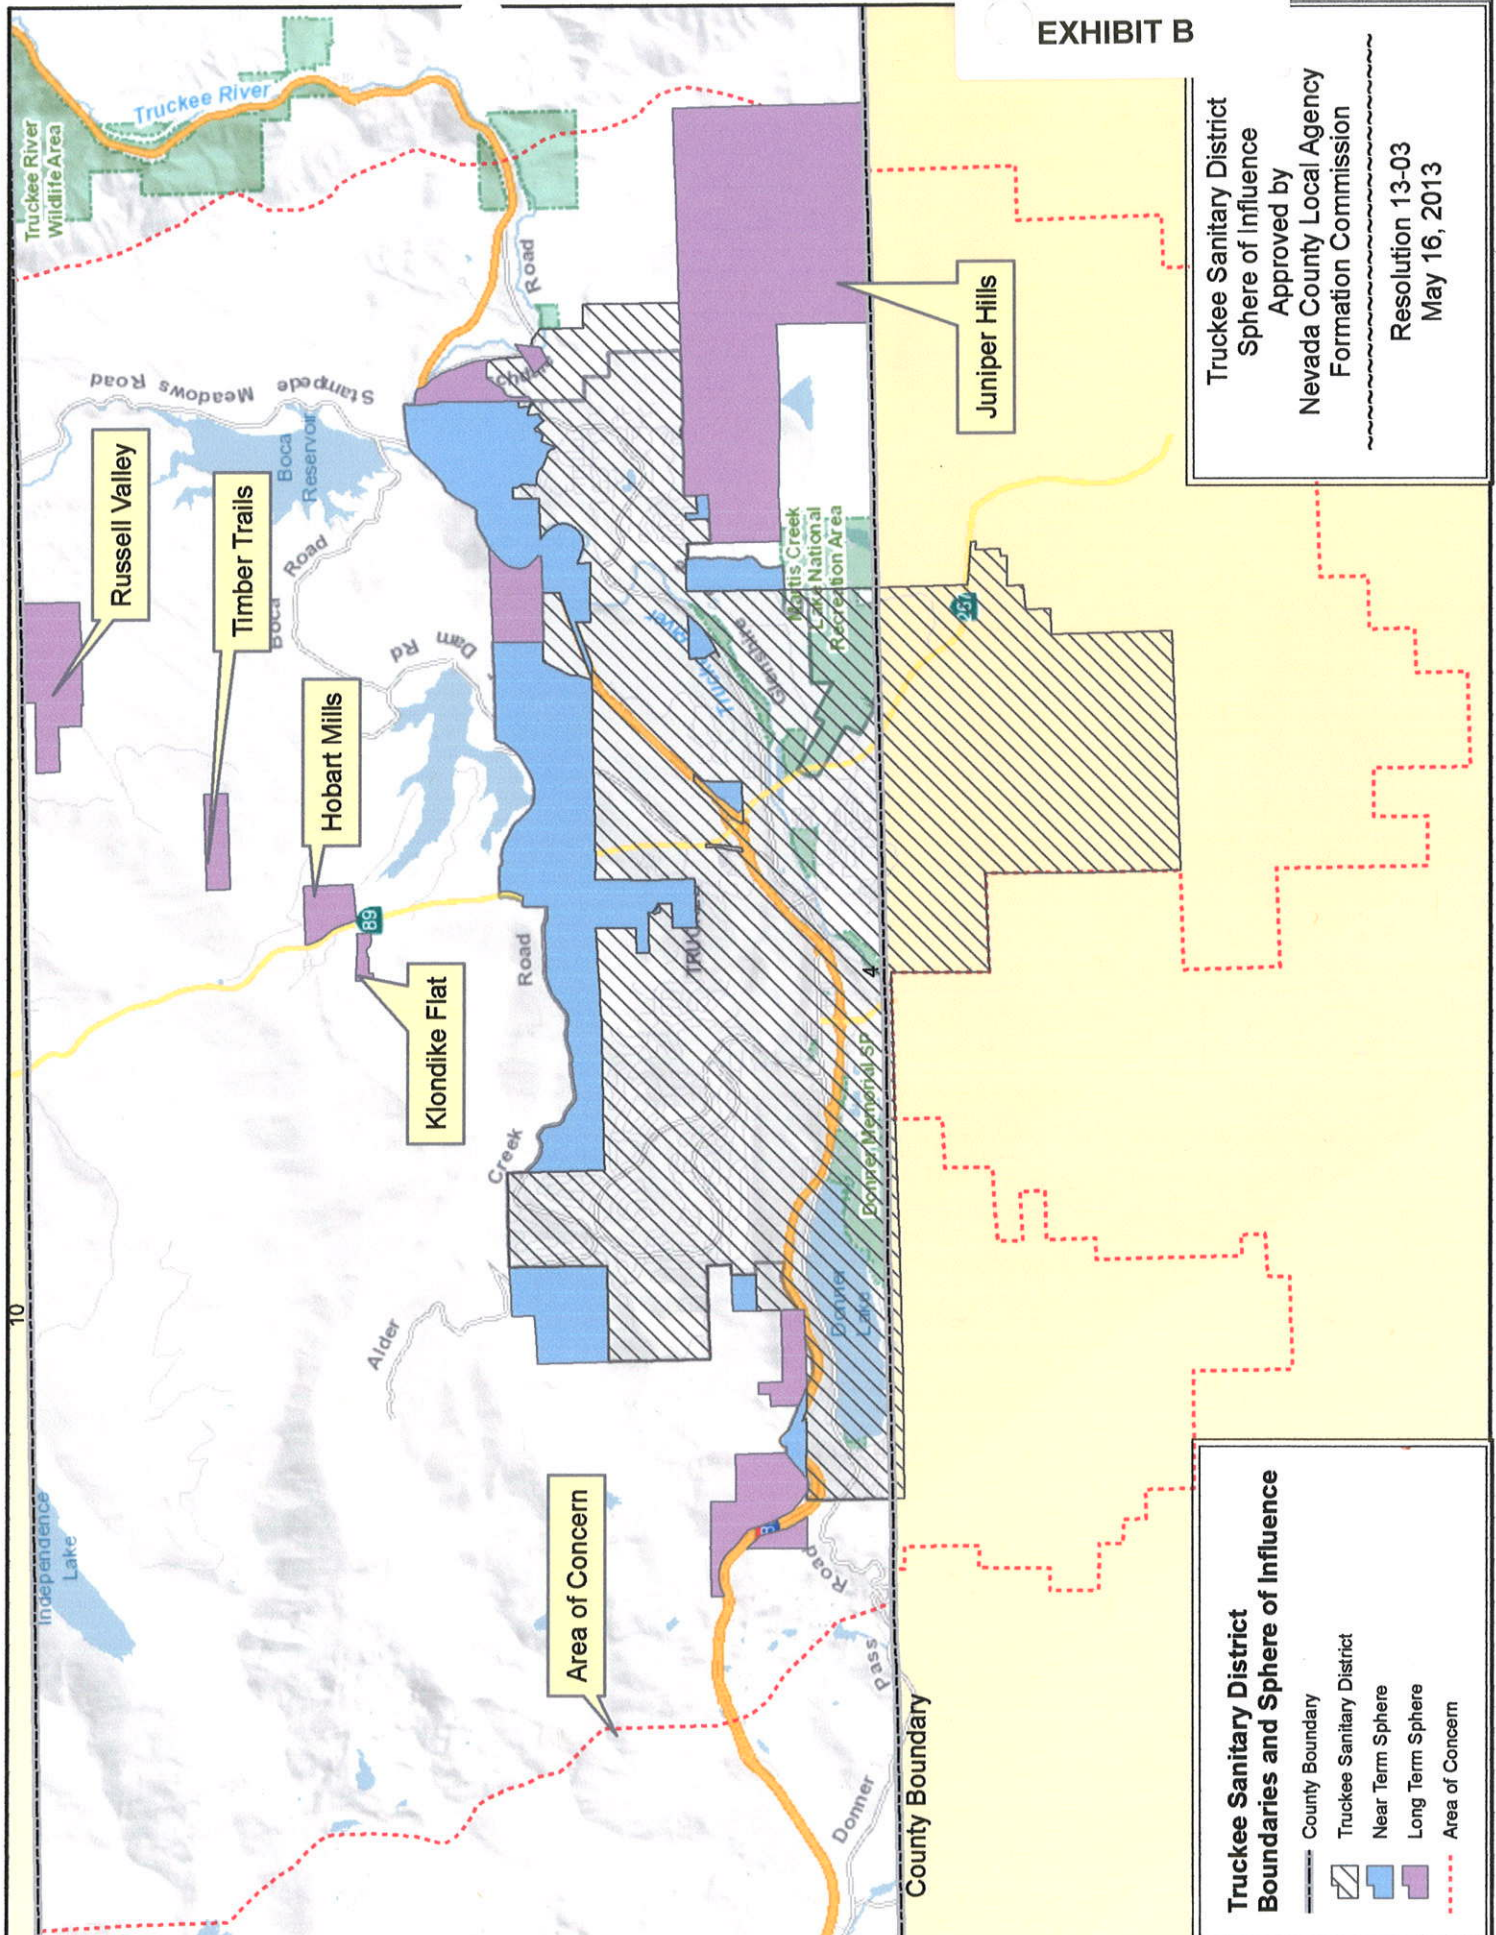 EXHIBIT B
Truckee River
Wildlife Area
Truckee River
Road
Stampede
Meadows Road
Boca
Reservoir
Russell Valley
Timber Trails
Boca
Road
Dam Rd
Hobart Mills
89
Klondike Flat
Road
Creek
Alder
10
Independence
Lake
Juniper Hills
Martis Creek
Lake National
Recreation Area
267
Truckee
River
Glenshire
4
Donner Memorial SP
Donner
Lake
Area of Concern
Road
Pass
Donner
County Boundary
Truckee Sanitary District
Sphere of Influence
Approved by
Nevada County Local Agency
Formation Commission
Resolution 13-03
May 16, 2013
Truckee Sanitary District
Boundaries and Sphere of Influence
County Boundary
Truckee Sanitary District
Near Term Sphere
Long Term Sphere
Area of Concern